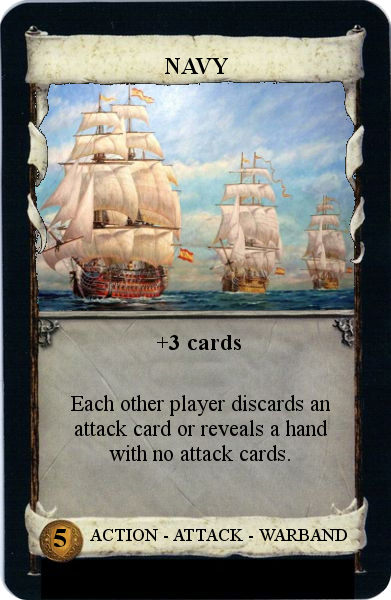 NAVY
+3 cards
Each other player discards an
attack card or reveals a hand
with no attack cards.
5 ACTION - ATTACK - WARBAND